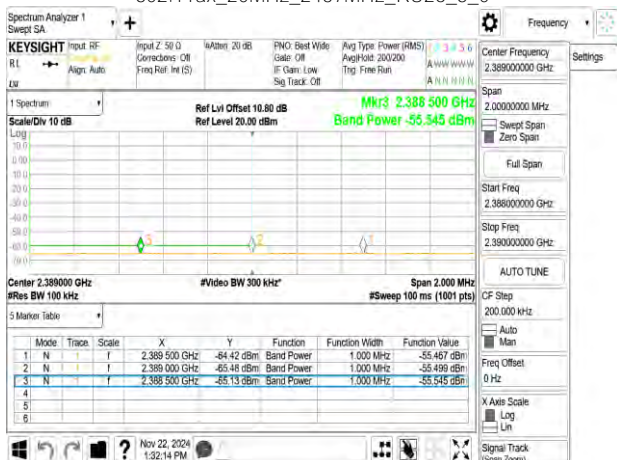 Spectrum Analyzer 1
Swept SA
+
Frequency
KEYSIGHT
Input: RF
Input Z: 50 Ω
#Atten: 20 dB
PNO: Best Wide
Avg Type: Power (RMS)
1 2 3 4 5 6
RL
Corrections: Off
Gate: Off
Avg|Hold: 200/200
A W W W W W
Align: Auto
Freq Ref: Int (S)
IF Gain: Low
Trig: Free Run
Sig Track: Off
A N N N N N
Center Frequency
2.389000000 GHz
Settings
1 Spectrum
Ref Lvl Offset 10.80 dB
Mkr3 2.388 500 GHz
Scale/Div 10 dB
Ref Level 20.00 dBm
Band Power -55.545 dBm
Log
3
2
1
Span
2.00000000 MHz
Swept Span
Zero Span
Full Span
Start Freq
2.388000000 GHz
Stop Freq
2.390000000 GHz
AUTO TUNE
Center 2.389000 GHz
#Video BW 300 kHz*
Span 2.000 MHz
#Res BW 100 kHz
#Sweep 100 ms (1001 pts)
CF Step
200.000 kHz
Auto
Man
Freq Offset
0 Hz
X Axis Scale
Log
Lin
Signal Track
(Span Zoom)
5 Marker Table
Mode Trace Scale X Y Function Function Width Function Value
1 N 1 f 2.389 500 GHz -64.42 dBm Band Power 1.000 MHz -55.467 dBm
2 N 1 f 2.389 000 GHz -65.48 dBm Band Power 1.000 MHz -55.499 dBm
3 N 1 f 2.388 500 GHz -65.13 dBm Band Power 1.000 MHz -55.545 dBm
4
5
6
?
Nov 22, 2024
1:32:14 PM